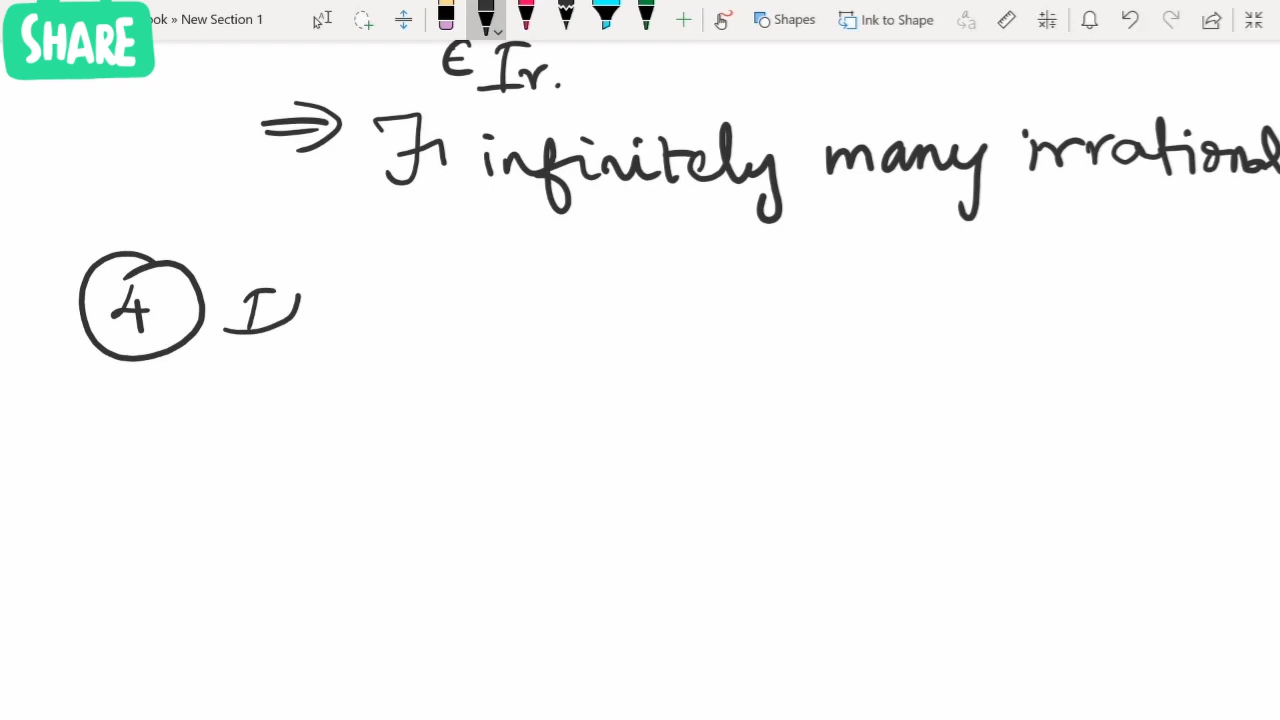 SHARE
ook » New Section 1
Shapes
Ink to Shape
∈ Ir.
⇒ ∃ infinitely many irrational
4 I